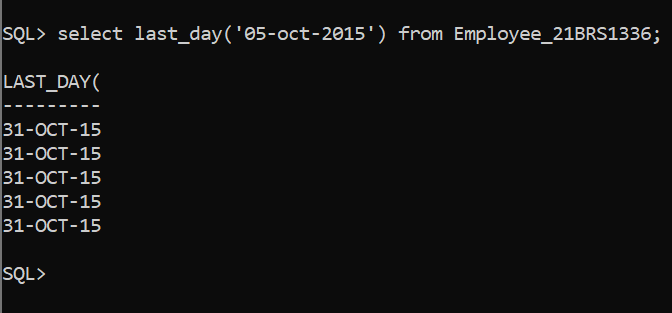 SQL> select last_day('05-oct-2015') from Employee_21BRS1336;
LAST_DAY(
---------
31-OCT-15
31-OCT-15
31-OCT-15
31-OCT-15
31-OCT-15
SQL>